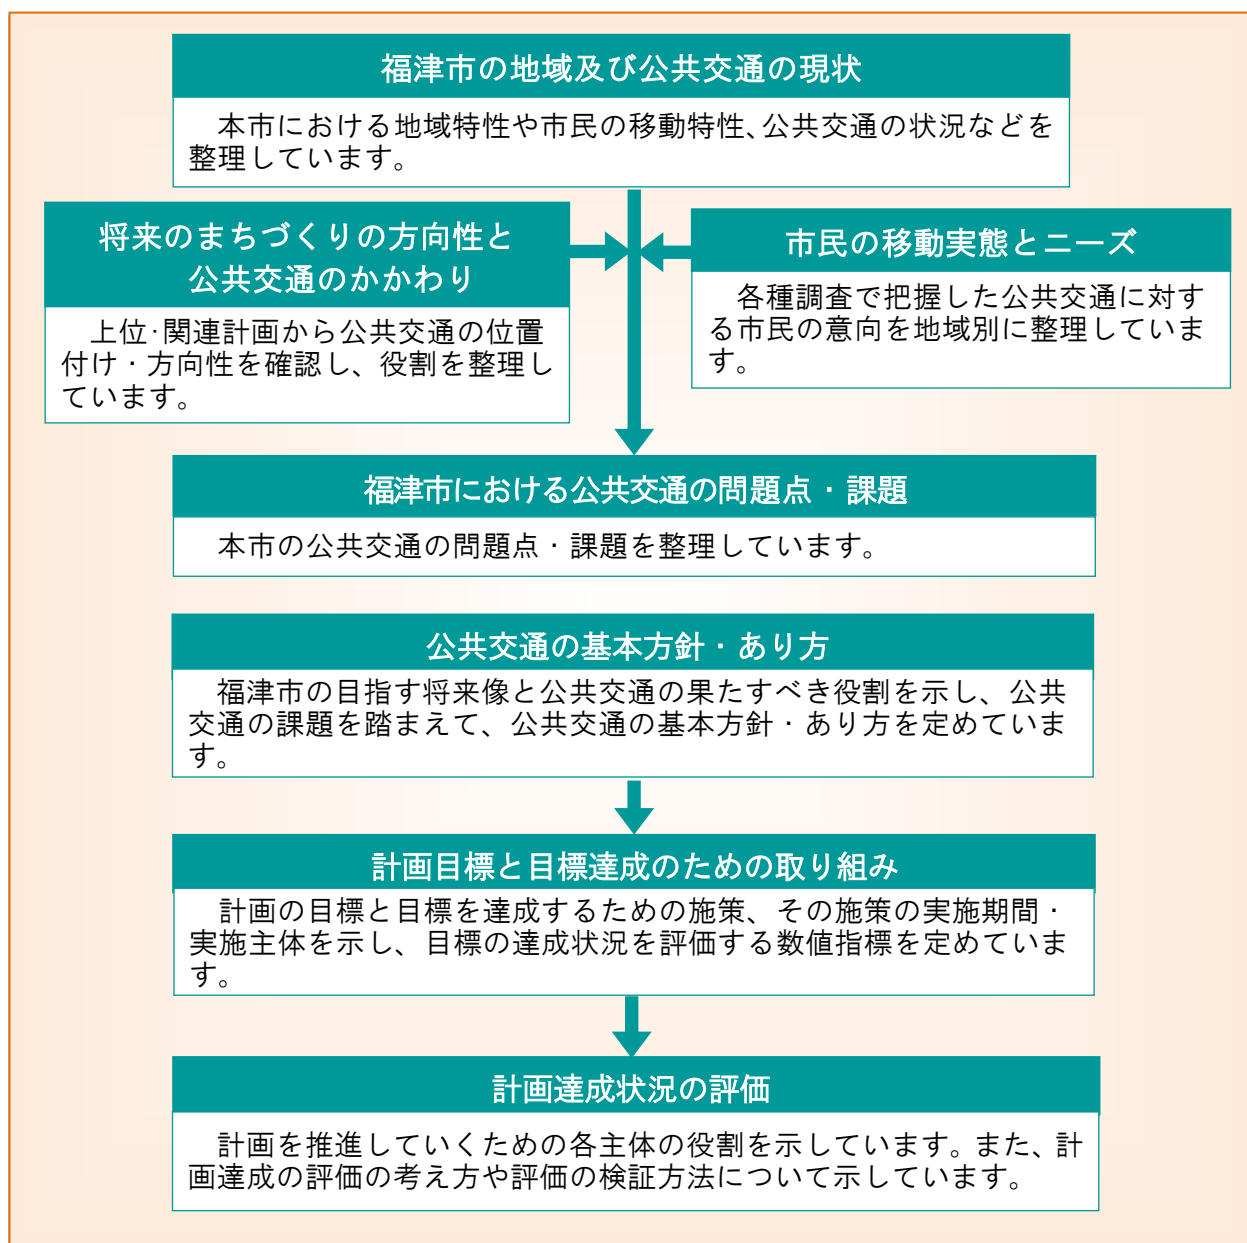 福津市の地域及び公共交通の現状
本市における地域特性や市民の移動特性、公共交通の状況などを
整理しています。
将来のまちづくりの方向性と
公共交通のかかわり
上位・関連計画から公共交通の位置
付け・方向性を確認し、役割を整理し
ています。
市民の移動実態とニーズ
各種調査で把握した公共交通に対す
る市民の意向を地域別に整理していま
す。
福津市における公共交通の問題点・課題
本市の公共交通の問題点・課題を整理しています。
公共交通の基本方針・あり方
福津市の目指す将来像と公共交通の果たすべき役割を示し、公共
交通の課題を踏まえて、公共交通の基本方針・あり方を定めていま
す。
計画目標と目標達成のための取り組み
計画の目標と目標を達成するための施策、その施策の実施期間・
実施主体を示し、目標の達成状況を評価する数値指標を定めていま
す。
計画達成状況の評価
計画を推進していくための各主体の役割を示しています。また、計
画達成の評価の考え方や評価の検証方法について示しています。